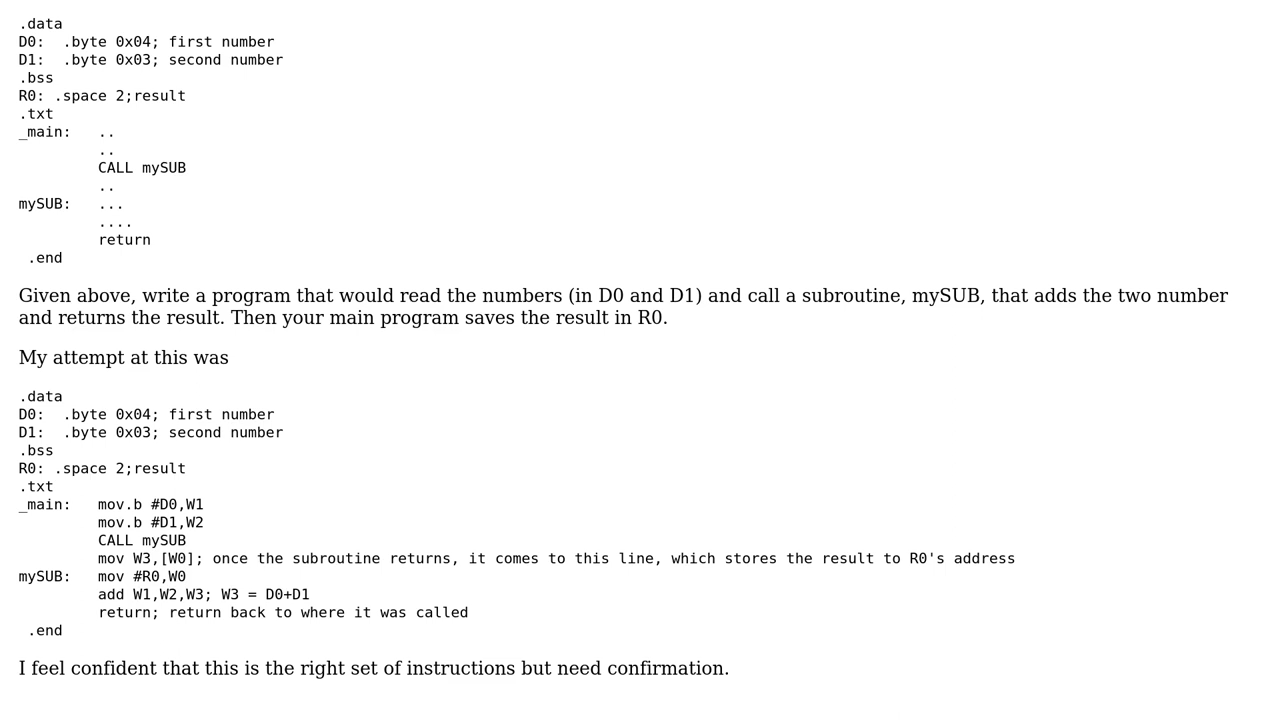 .data
D0:  .byte 0x04; first number
D1:  .byte 0x03; second number
.bss
R0: .space 2;result
.txt
_main:   ..
         ..
         CALL mySUB
         ..
mySUB:   ...
         ....
         return
 .end
Given above, write a program that would read the numbers (in D0 and D1) and call a subroutine, mySUB, that adds the two number
and returns the result. Then your main program saves the result in R0.
My attempt at this was
.data
D0:  .byte 0x04; first number
D1:  .byte 0x03; second number
.bss
R0: .space 2;result
.txt
_main:   mov.b #D0,W1
         mov.b #D1,W2
         CALL mySUB
         mov W3,[W0]; once the subroutine returns, it comes to this line, which stores the result to R0's address
mySUB:   mov #R0,W0
         add W1,W2,W3; W3 = D0+D1
         return; return back to where it was called
 .end
I feel confident that this is the right set of instructions but need confirmation.